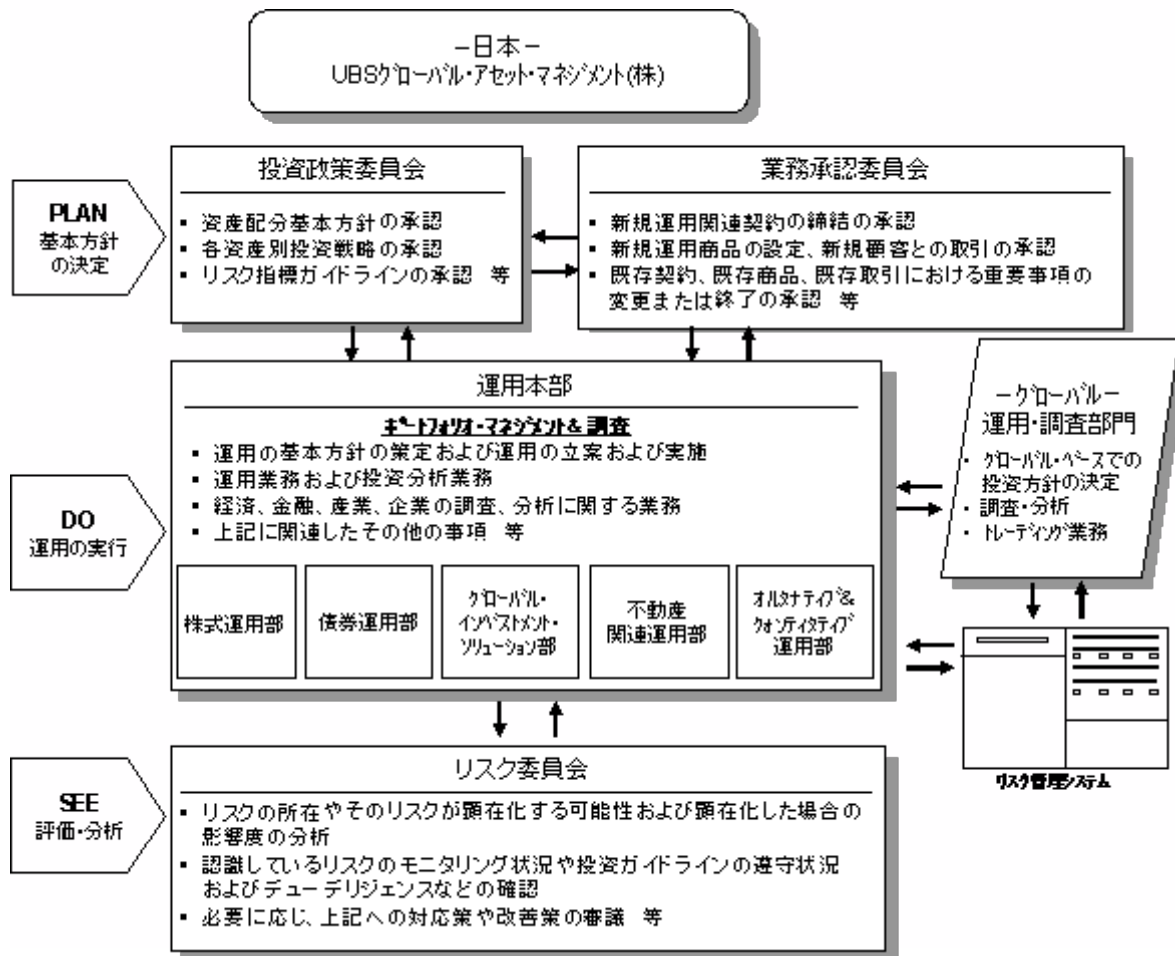 －日本－
UBSｸﾞﾛｰﾊﾞﾙ･ｱｾｯﾄ･ﾏﾈｼﾞﾒﾝﾄ(株)
PLAN
基本方針
の決定
投資政策委員会
▪ 資産配分基本方針の承認
▪ 各資産別投資戦略の承認
▪ リスク指標ガイドラインの承認 等
業務承認委員会
▪ 新規運用関連契約の締結の承認
▪ 新規運用商品の設定、新規顧客との取引の承認
▪ 既存契約、既存商品、既存取引における重要事項の
変更または終了の承認 等
DO
運用の実行
運用本部
ﾎﾟｰﾄﾌｫﾘｵ･ﾏﾈｼﾞﾒﾝﾄ& 調査
▪ 運用の基本方針の策定および運用の立案および実施
▪ 運用業務および投資分析業務
▪ 経済、金融、産業、企業の調査、分析に関する業務
▪ 上記に関連したその他の事項 等
株式運用部
債券運用部
ｸﾞﾛｰﾊﾞﾙ･
ｲﾝﾍﾞｽﾄﾒﾝﾄ･
ｿﾘｭｰｼｮﾝ部
不動産
関連運用部
ｵﾙﾀﾅﾃｨﾌﾞ&
ｸｫﾝﾃｨﾀﾃｨﾌﾞ
運用部
－ｸﾞﾛｰﾊﾞﾙ－
運用･調査部門
▪ ｸﾞﾛｰﾊﾞﾙ･ﾍﾞｰｽでの
投資方針の決定
▪ 調査･分析
▪ ﾄﾚｰﾃﾞｨﾝｸﾞ業務
ﾘｽｸ管理ｼｽﾃﾑ
SEE
評価･分析
リスク委員会
▪ リスクの所在やそのリスクが顕在化する可能性および顕在化した場合の
影響度の分析
▪ 認識しているリスクのモニタリング状況や投資ガイドラインの遵守状況
およびデューデリジェンスなどの確認
▪ 必要に応じ、上記への対応策や改善策の審議 等